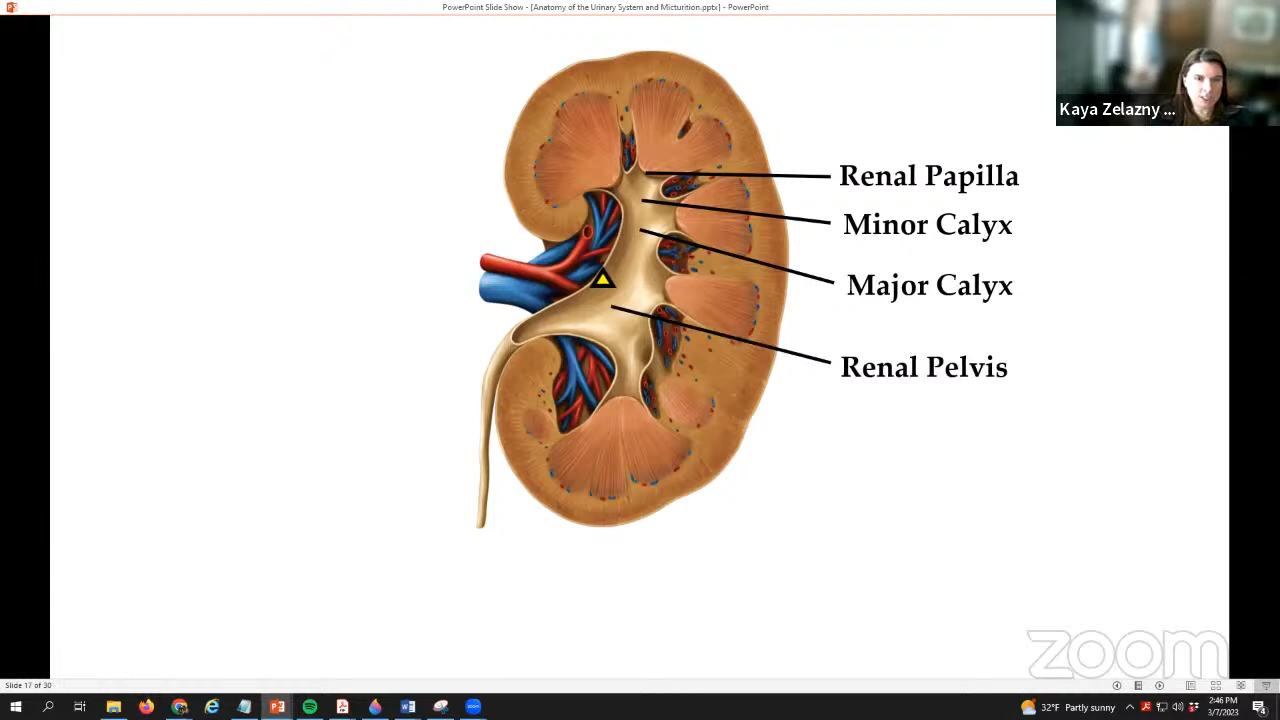 PowerPoint Slide Show - [Anatomy of the Urinary System and Micturition.pptx] - PowerPoint
Kaya Zelazny ...
Renal Papilla
Minor Calyx
Major Calyx
Renal Pelvis
zoom
Slide 17 of 30
32°F Partly sunny
2:46 PM
3/7/2023